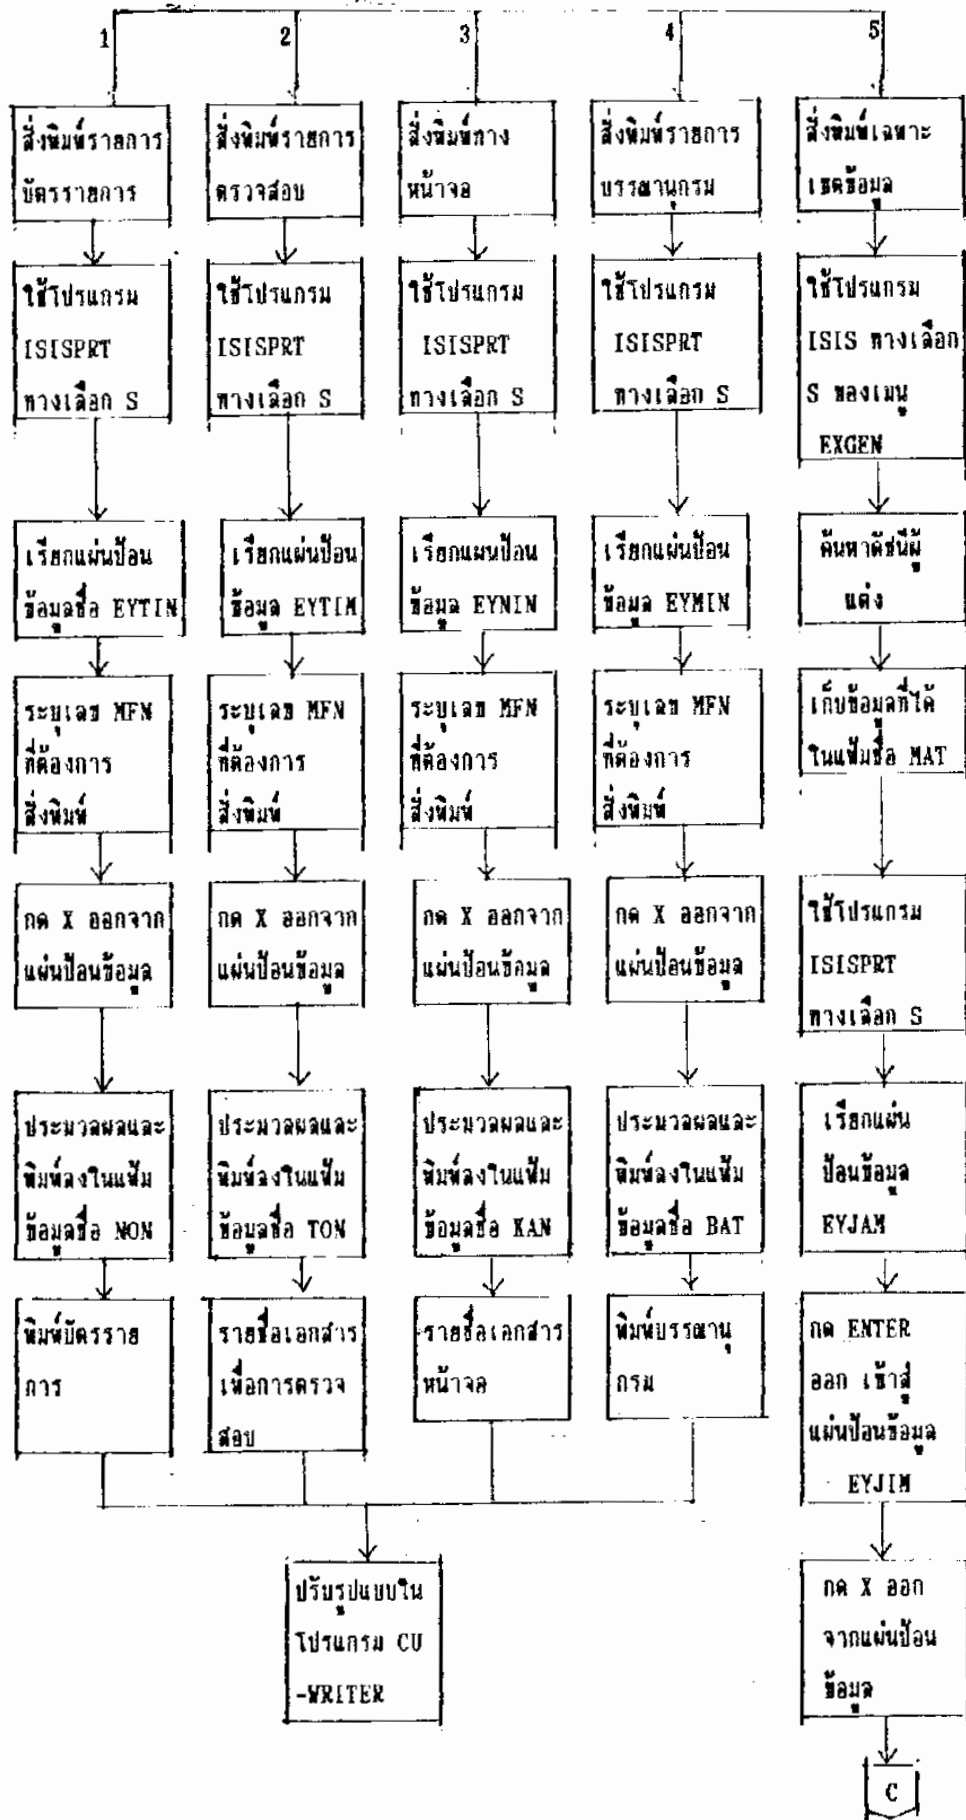 1
2
3
4
5
สั่งพิมพ์รายการ
บัตรรายการ
ใช้โปรแกรม
ISISPRT
ทางเลือก S
เรียกแผ่นป้อน
ข้อมูลชื่อ EYTIN
ระบุเลข MFN
ที่ต้องการ
สั่งพิมพ์
กด X ออกจาก
แผ่นป้อนข้อมูล
ประมวลผลและ
พิมพ์ลงในแฟ้ม
ข้อมูลชื่อ NON
พิมพ์บัตรราย
การ
สั่งพิมพ์รายการ
ตรวจสอบ
ใช้โปรแกรม
ISISPRT
ทางเลือก S
เรียกแผ่นป้อน
ข้อมูล EYTIM
ระบุเลข MFN
ที่ต้องการ
สั่งพิมพ์
กด X ออกจาก
แผ่นป้อนข้อมูล
ประมวลผลและ
พิมพ์ลงในแฟ้ม
ข้อมูลชื่อ TON
รายชื่อเอกสาร
เพื่อการตรวจ
สอบ
สั่งพิมพ์ทาง
หน้าจอ
ใช้โปรแกรม
ISISPRT
ทางเลือก S
เรียกแผ่นป้อน
ข้อมูล EYNIN
ระบุเลข MFN
ที่ต้องการ
สั่งพิมพ์
กด X ออกจาก
แผ่นป้อนข้อมูล
ประมวลผลและ
พิมพ์ลงในแฟ้ม
ข้อมูลชื่อ KAN
รายชื่อเอกสาร
หน้าจอ
สั่งพิมพ์รายการ
บรรณานุกรม
ใช้โปรแกรม
ISISPRT
ทางเลือก S
เรียกแผ่นป้อน
ข้อมูล EYMIN
ระบุเลข MFN
ที่ต้องการ
สั่งพิมพ์
กด X ออกจาก
แผ่นป้อนข้อมูล
ประมวลผลและ
พิมพ์ลงในแฟ้ม
ข้อมูลชื่อ BAT
พิมพ์บรรณานุ
กรม
ปรับรูปแบบใน
โปรแกรม CU
-WRITER
สั่งพิมพ์เฉพาะ
เขตข้อมูล
ใช้โปรแกรม
ISIS ทางเลือก
S ของเมนู
EXGEN
ค้นหาดัชนีผู้
แต่ง
เก็บข้อมูลที่ได้
ในแฟ้มชื่อ MAT
ใช้โปรแกรม
ISISPRT
ทางเลือก S
เรียกแผ่น
ป้อนข้อมูล
EYJAM
กด ENTER
ออก เข้าสู่
แผ่นป้อนข้อมูล
EYJIM
กด X ออก
จากแผ่นป้อน
ข้อมูล
C